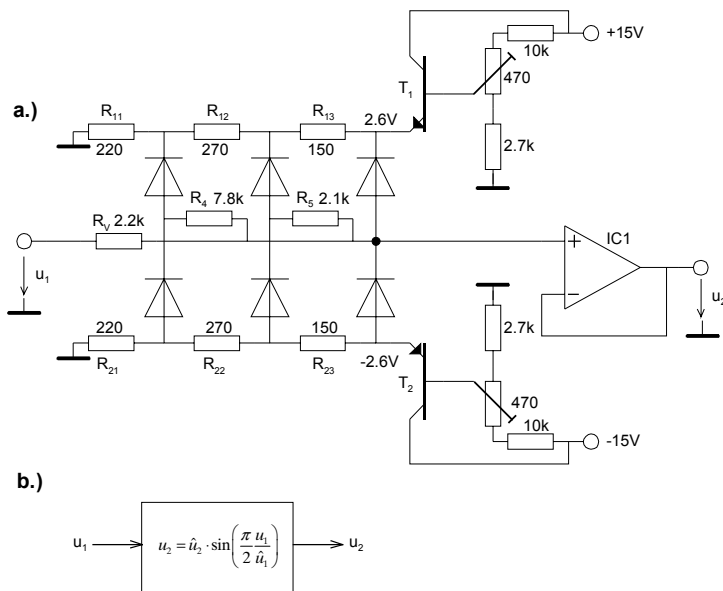 +15V
10k
470
T1
a.)
R11 R12 R13 2.6V
220 270 150
2.7k
R4 7.8k R5 2.1k
RV 2.2k
+ IC1
u1
−
u2
220 270 150
2.7k
R21 R22 R23 -2.6V
T2
470
10k
-15V
b.)
u1 u2 = û2 · sin(π/2 u1/û1) u2